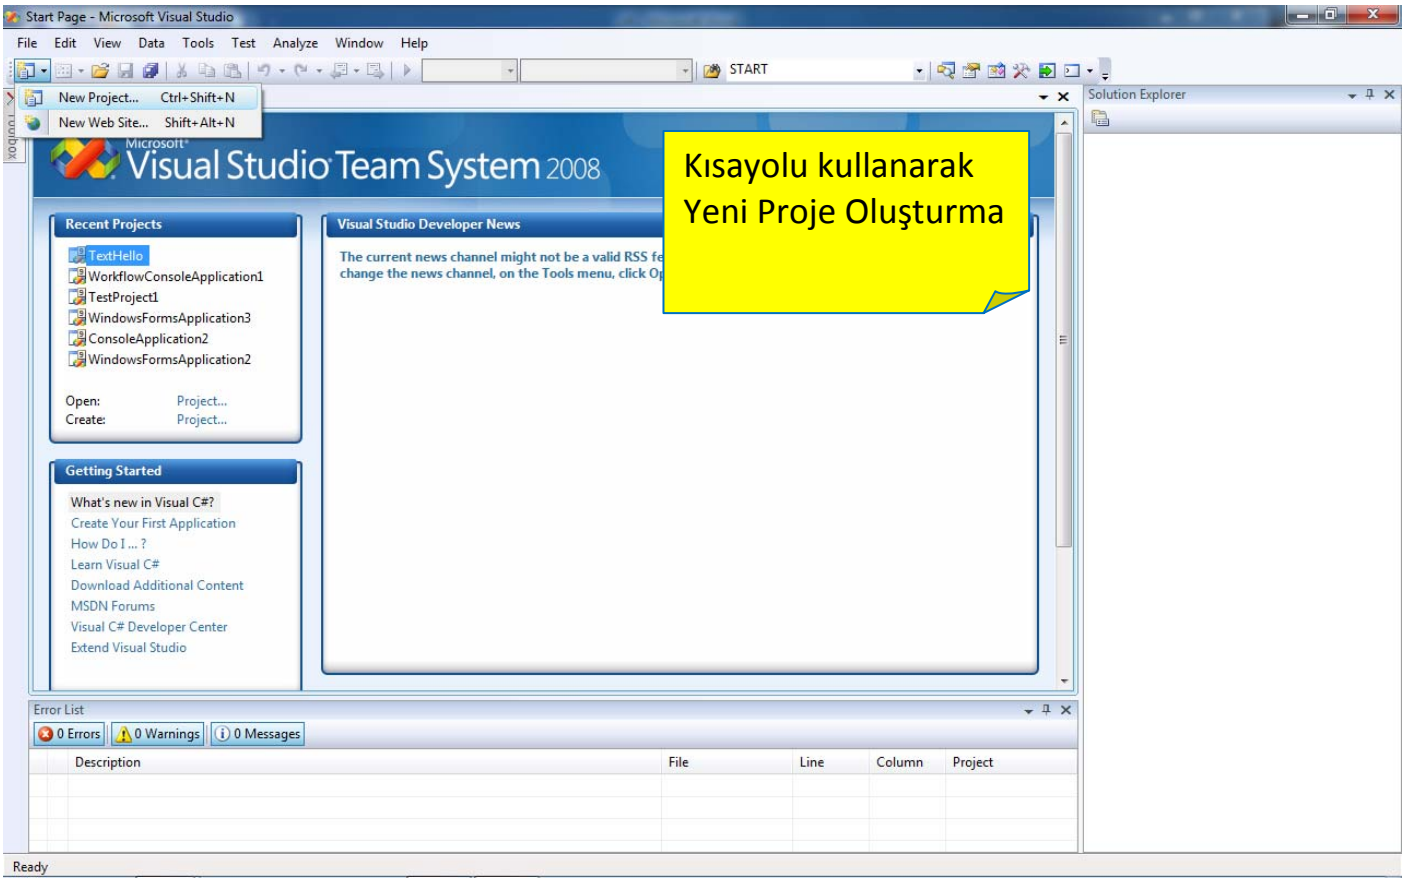 Start Page - Microsoft Visual Studio
File Edit View Data Tools Test Analyze Window Help
START
New Project... Ctrl+Shift+N
New Web Site... Shift+Alt+N
Toolbox
Solution Explorer
Microsoft
Visual Studio Team System 2008
Kısayolu kullanarak
Yeni Proje Oluşturma
Recent Projects
TextHello
WorkflowConsoleApplication1
TestProject1
WindowsFormsApplication3
ConsoleApplication2
WindowsFormsApplication2
Open: Project...
Create: Project...
Visual Studio Developer News
The current news channel might not be a valid RSS
change the news channel, on the Tools menu, click
Getting Started
What's new in Visual C#?
Create Your First Application
How Do I ... ?
Learn Visual C#
Download Additional Content
MSDN Forums
Visual C# Developer Center
Extend Visual Studio
Error List
0 Errors 0 Warnings 0 Messages
Description File Line Column Project
Ready